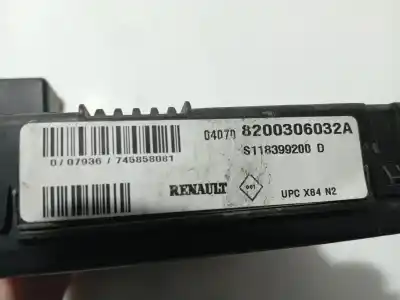 04070 8200306032A
S118399200 D
0/07936/745858081
RENAULT
UPC X84 N2